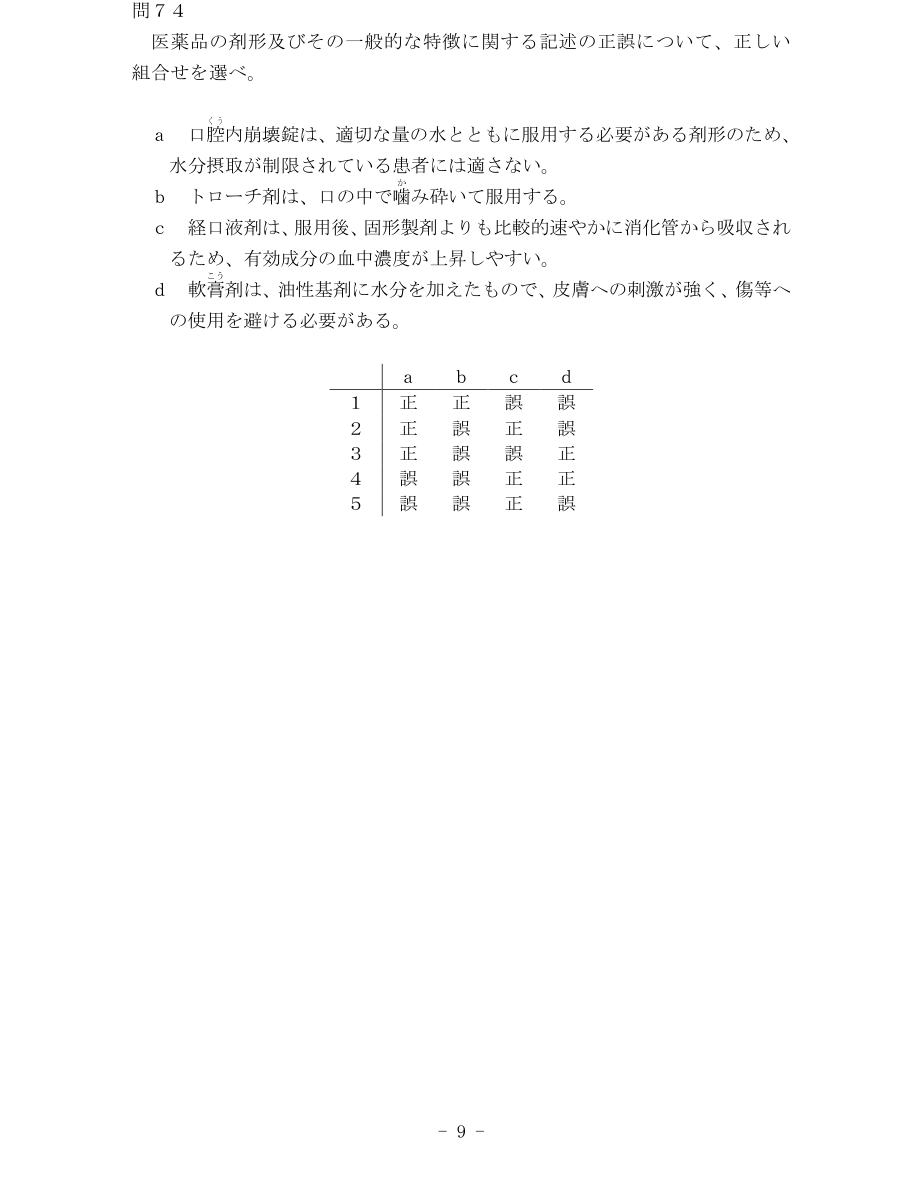 問７４
医薬品の剤形及びその一般的な特徴に関する記述の正誤について、正しい
組合せを選べ。
くう
ａ　口腔内崩壊錠は、適切な量の水とともに服用する必要がある剤形のため、
水分摂取が制限されている患者には適さない。
か
ｂ　トローチ剤は、口の中で噛み砕いて服用する。
ｃ　経口液剤は、服用後、固形製剤よりも比較的速やかに消化管から吸収され
るため、有効成分の血中濃度が上昇しやすい。
こう
ｄ　軟膏剤は、油性基剤に水分を加えたもので、皮膚への刺激が強く、傷等へ
の使用を避ける必要がある。
ａ　ｂ　ｃ　ｄ
１　正　正　誤　誤
２　正　誤　正　誤
３　正　誤　誤　正
４　誤　誤　正　正
５　誤　誤　正　誤
- 9 -